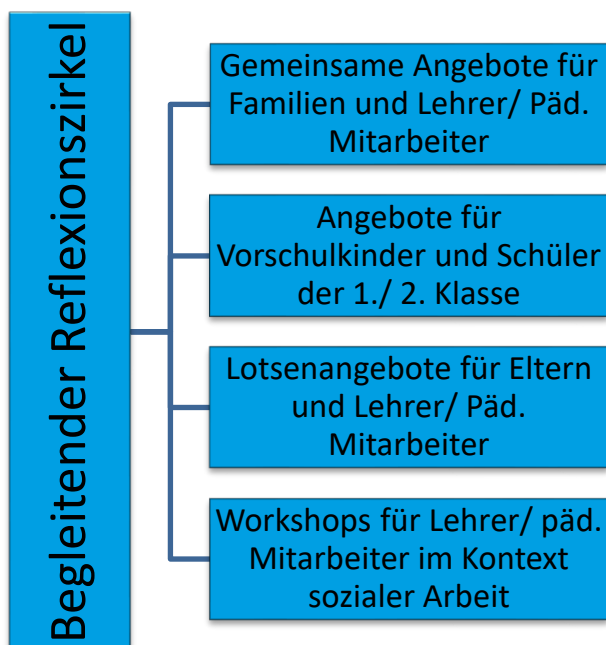 Begleitender Reflexionszirkel
Gemeinsame Angebote für
Familien und Lehrer/ Päd.
Mitarbeiter
Angebote für
Vorschulkinder und Schüler
der 1./ 2. Klasse
Lotsenangebote für Eltern
und Lehrer/ Päd.
Mitarbeiter
Workshops für Lehrer/ päd.
Mitarbeiter im Kontext
sozialer Arbeit